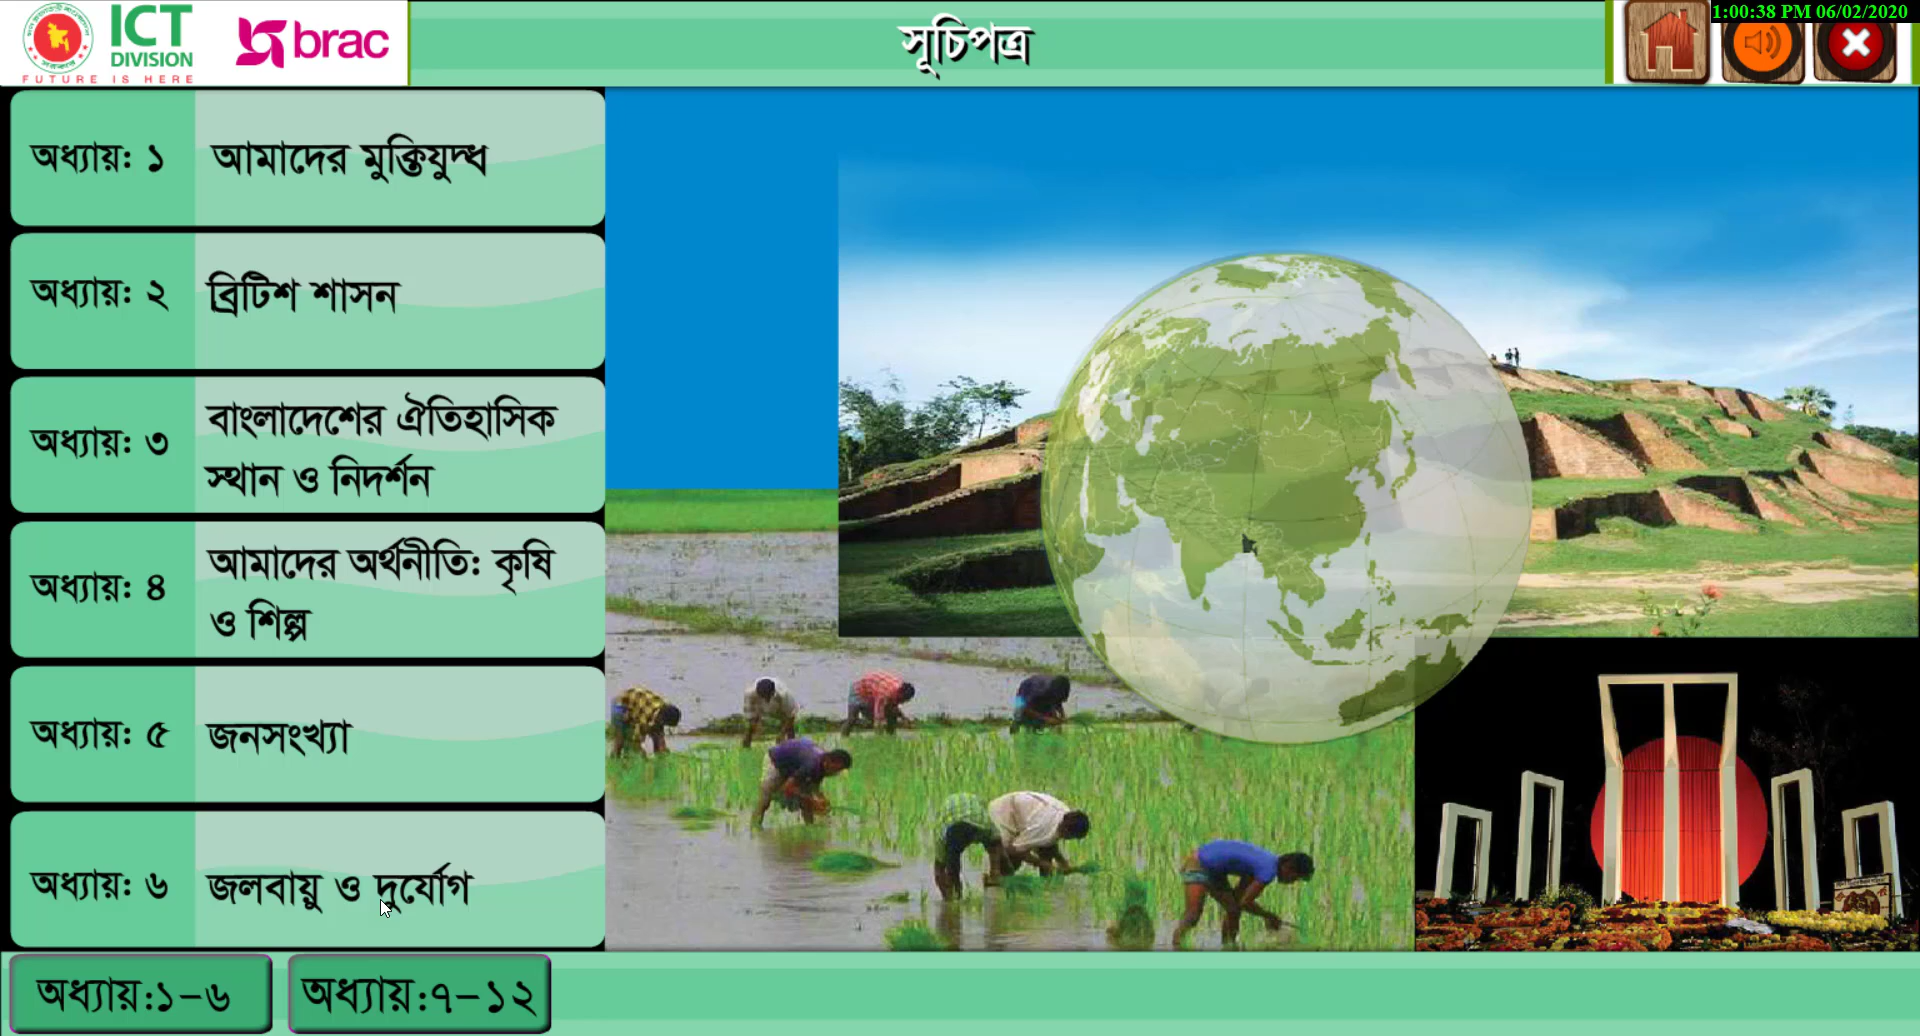 ICT
DIVISION
FUTURE IS HERE
brac
সূচিপত্র
1:00:38 PM 06/02/2020
অধ্যায়: ১ আমাদের মুক্তিযুদ্ধ
অধ্যায়: ২ ব্রিটিশ শাসন
অধ্যায়: ৩ বাংলাদেশের ঐতিহাসিক
স্থান ও নিদর্শন
অধ্যায়: ৪ আমাদের অর্থনীতি: কৃষি
ও শিল্প
অধ্যায়: ৫ জনসংখ্যা
অধ্যায়: ৬ জলবায়ু ও দুর্যোগ
অধ্যায়:১-৬
অধ্যায়:৭-১২